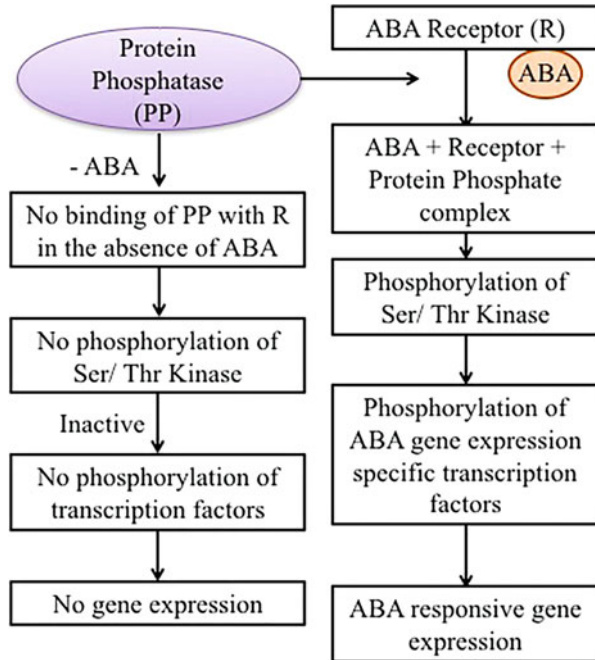 Protein
Phosphatase
(PP)
- ABA
No binding of PP with R
in the absence of ABA
No phosphorylation of
Ser/ Thr Kinase
Inactive
No phosphorylation of
transcription factors
No gene expression
ABA Receptor (R)
ABA
ABA + Receptor +
Protein Phosphate
complex
Phosphorylation of
Ser/ Thr Kinase
Phosphorylation of
ABA gene expression
specific transcription
factors
ABA responsive gene
expression